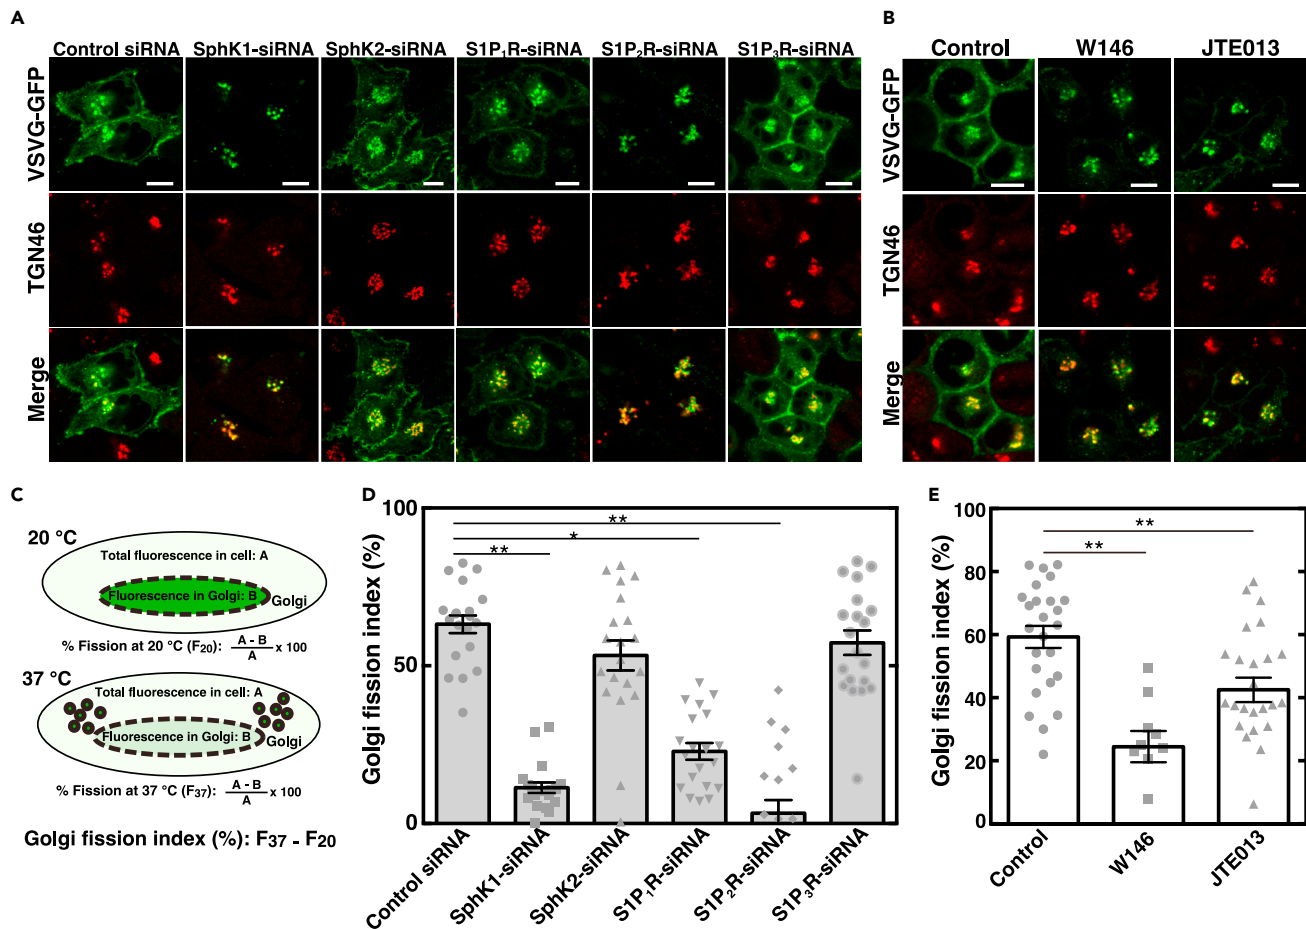 A
Control siRNA SphK1-siRNA SphK2-siRNA S1P₁R-siRNA S1P₂R-siRNA S1P₃R-siRNA
VSVG-GFP
TGN46
Merge
B
Control W146 JTE013
VSVG-GFP
TGN46
Merge
C
20 °C
Total fluorescence in cell: A
Fluorescence in Golgi: B
Golgi
% Fission at 20 °C (F₂₀): A - B / A x 100
37 °C
Total fluorescence in cell: A
Fluorescence in Golgi: B
Golgi
% Fission at 37 °C (F₃₇): A - B / A x 100
Golgi fission index (%): F₃₇ - F₂₀
D
Golgi fission index (%)
100
50
0
**
*
**
Control siRNA
SphK1-siRNA
SphK2-siRNA
S1P₁R-siRNA
S1P₂R-siRNA
S1P₃R-siRNA
E
Golgi fission index (%)
100
80
60
40
20
0
**
**
Control
W146
JTE013